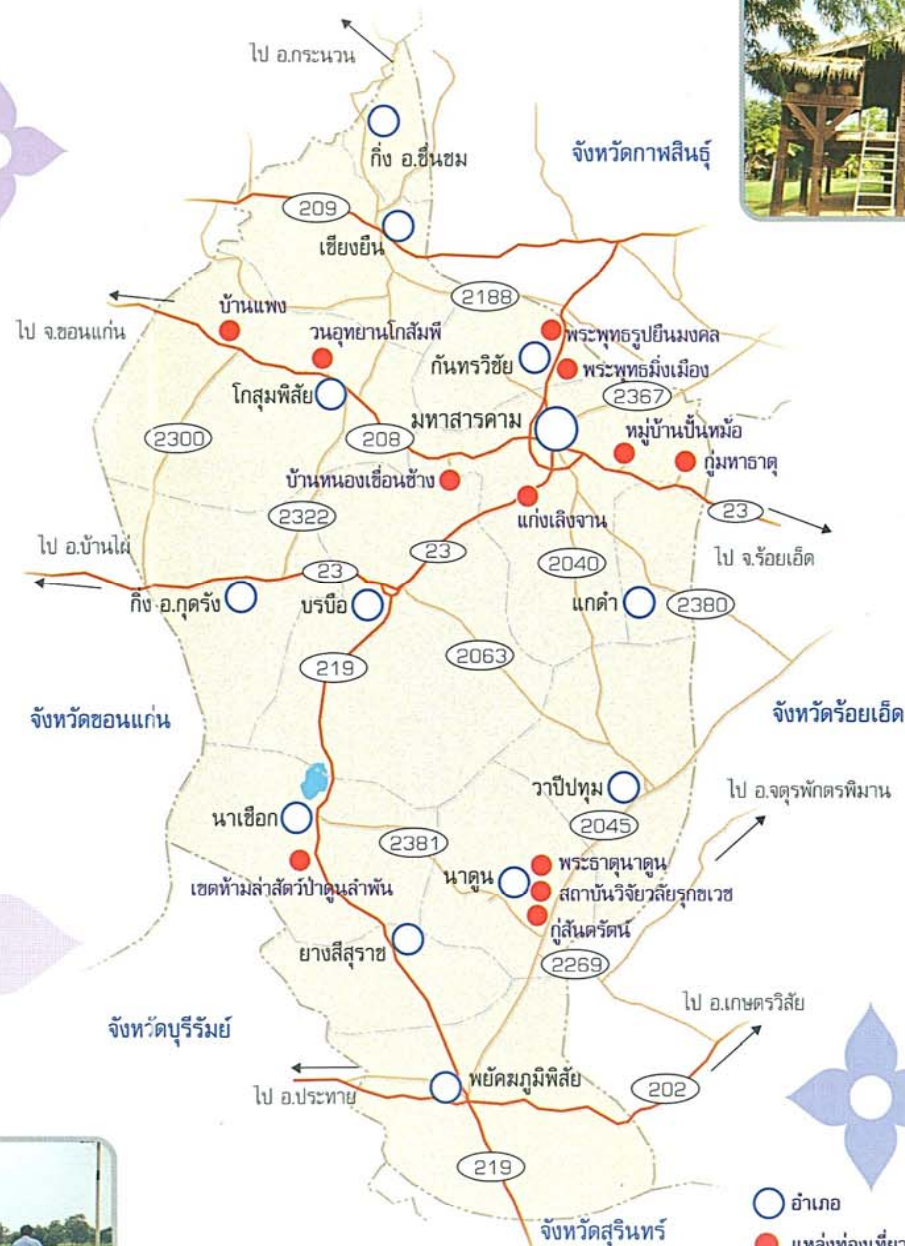 ไป อ.กระนวน
กิ่ง อ.ชื่นชม
จังหวัดกาฬสินธุ์
209
เชียงยืน
2188
บ้านแพง
ไป จ.ขอนแก่น
วนอุทยานโกสัมพี
พระพุทธรูปยืนมงคล
กันทรวิชัย
พระพุทธมิ่งเมือง
โกสุมพิสัย
2367
มหาสารคาม
2300
208
หมู่บ้านปั้นหม้อ
กู่มหาธาตุ
บ้านหนองเขื่อนช้าง
แก่งเลิงจาน
23
2322
ไป อ.บ้านไผ่
23
23
2040
ไป จ.ร้อยเอ็ด
กิ่ง อ.กุดรัง
บรบือ
แกดำ
2380
2063
219
จังหวัดขอนแก่น
จังหวัดร้อยเอ็ด
วาปีปทุม
ไป อ.จตุรพักตรพิมาน
นาเชือก
2045
2381
พระธาตุนาดูน
นาดูน
เขตห้ามล่าสัตว์ป่าดูนลำพัน
สถาบันวิจัยวลัยรุกขเวช
กู่สันตรัตน์
ยางสีสุราช
2269
ไป อ.เกษตรวิสัย
จังหวัดบุรีรัมย์
พยัคฆภูมิพิสัย
ไป อ.ประทาย
202
219
อำเภอ
จังหวัดสุรินทร์